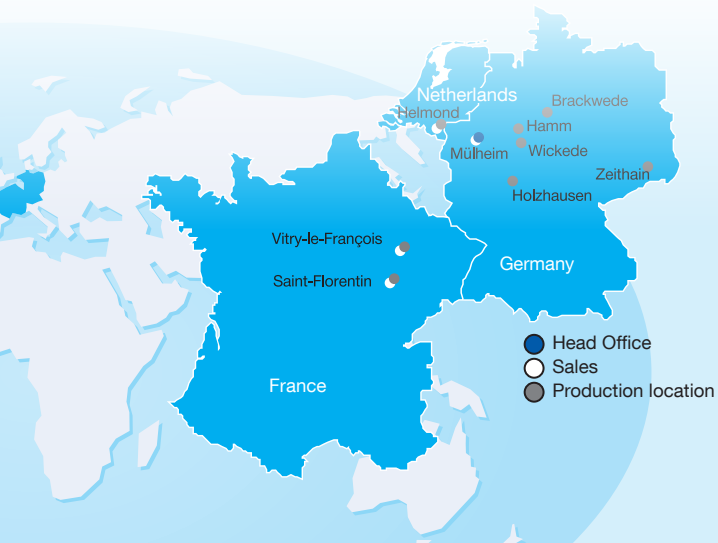 Netherlands
Brackwede
Helmond
Hamm
Mülheim
Wickede
Zeithain
Holzhausen
Vitry-le-François
Germany
Saint-Florentin
Head Office
Sales
France
Production location